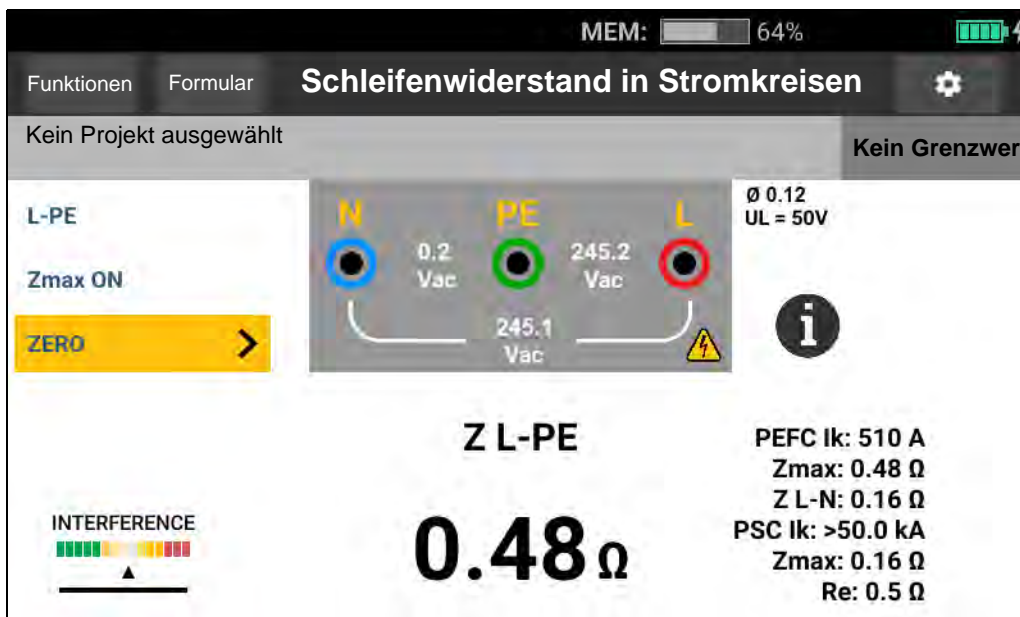 MEM: 64%
Funktionen Formular Schleifenwiderstand in Stromkreisen
Kein Projekt ausgewählt
Kein Grenzwer
L-PE
Zmax ON
ZERO
N PE L
0.2 Vac
245.2 Vac
245.1 Vac
Ø 0.12
UL = 50V
i
Z L-PE
0.48 Ω
INTERFERENCE
PEFC Ik: 510 A
Zmax: 0.48 Ω
Z L-N: 0.16 Ω
PSC Ik: >50.0 kA
Zmax: 0.16 Ω
Re: 0.5 Ω